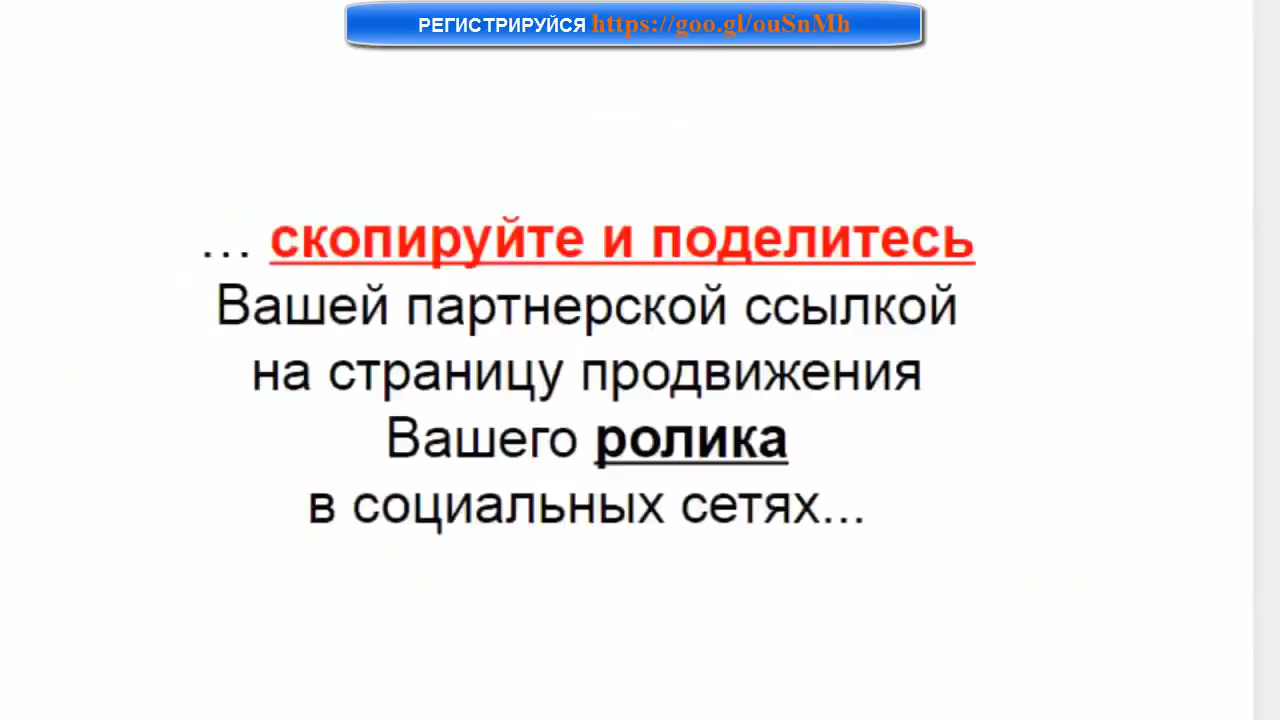 РЕГИСТРИРУЙСЯ https://goo.gl/ouSnMh
… скопируйте и поделитесь
Вашей партнерской ссылкой
на страницу продвижения
Вашего ролика
в социальных сетях...